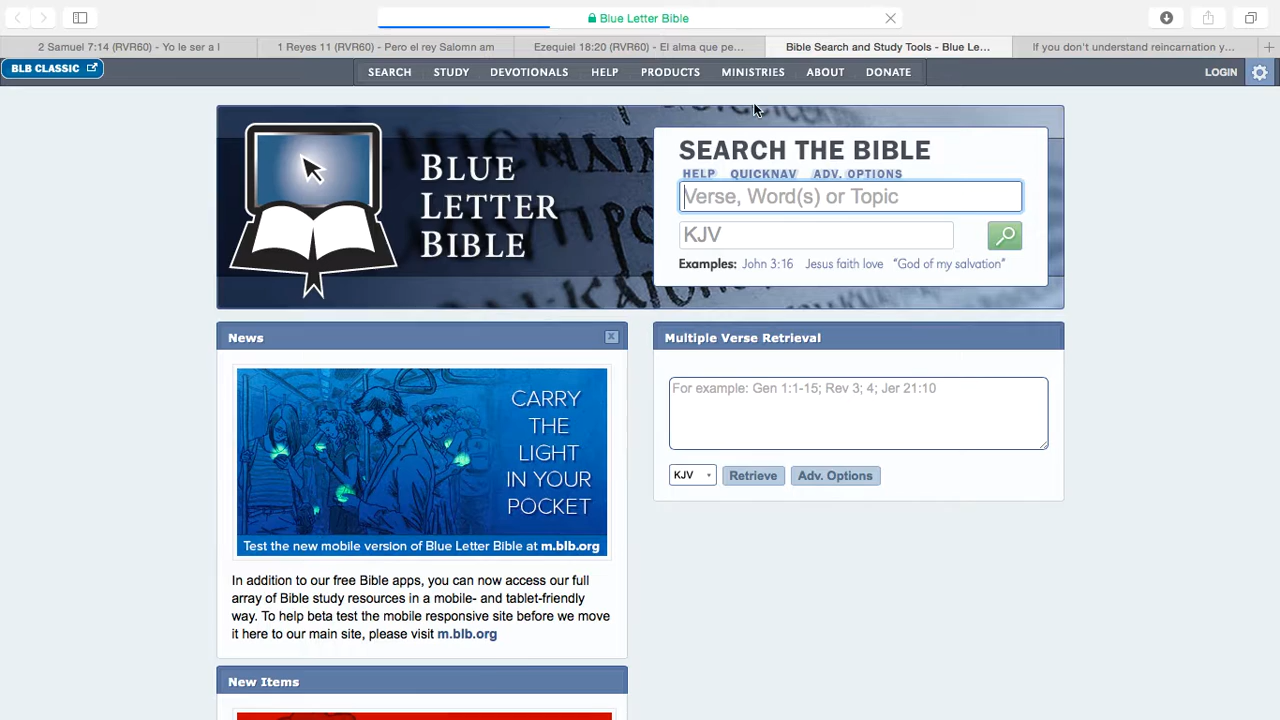 Blue Letter Bible
2 Samuel 7:14 (RVR60) - Yo le ser a l
1 Reyes 11 (RVR60) - Pero el rey Salomn am
Ezequiel 18:20 (RVR60) - El alma que pe...
Bible Search and Study Tools - Blue Le...
If you don't understand reincarnation y...
BLB CLASSIC
SEARCH STUDY DEVOTIONALS HELP PRODUCTS MINISTRIES ABOUT DONATE
LOGIN
BLUE
LETTER
BIBLE
SEARCH THE BIBLE
HELP QUICKNAV ADV. OPTIONS
Verse, Word(s) or Topic
KJV
Examples: John 3:16 Jesus faith love “God of my salvation”
News
CARRY
THE
LIGHT
IN YOUR
POCKET
Test the new mobile version of Blue Letter Bible at m.blb.org
In addition to our free Bible apps, you can now access our full
array of Bible study resources in a mobile- and tablet-friendly
way. To help beta test the mobile responsive site before we move
it here to our main site, please visit m.blb.org
New Items
Multiple Verse Retrieval
For example: Gen 1:1-15; Rev 3; 4; Jer 21:10
KJV Retrieve Adv. Options